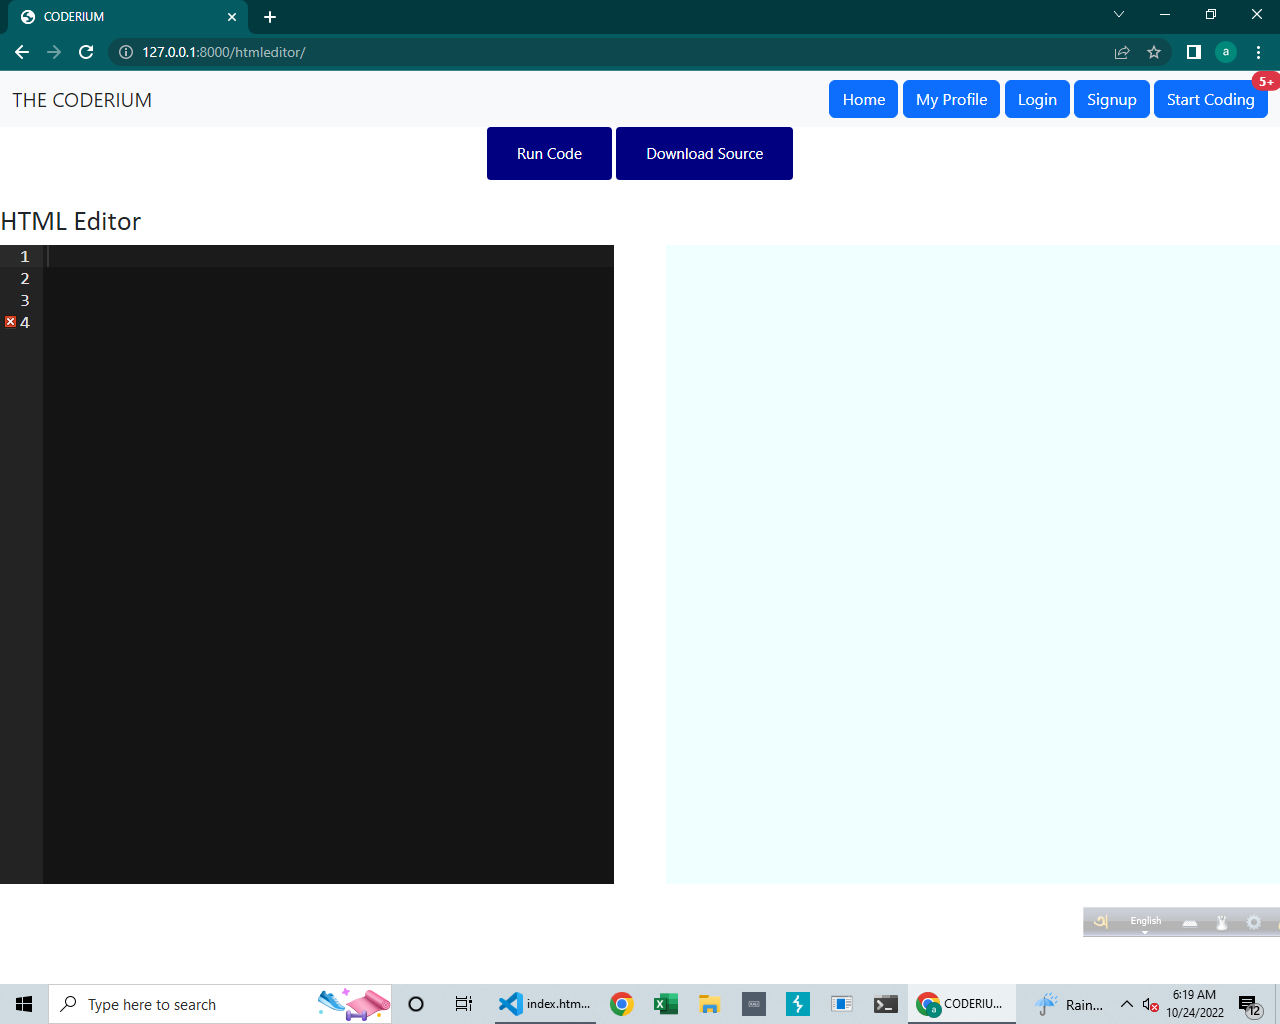 CODERIUM
127.0.0.1:8000/htmleditor/
a
THE CODERIUM
Home
My Profile
Login
Signup
Start Coding
5+
Run Code
Download Source
HTML Editor
1
2
3
4
অ
English
Type here to search
index.htm...
CODERIU...
a
Rain...
6:19 AM
10/24/2022
12